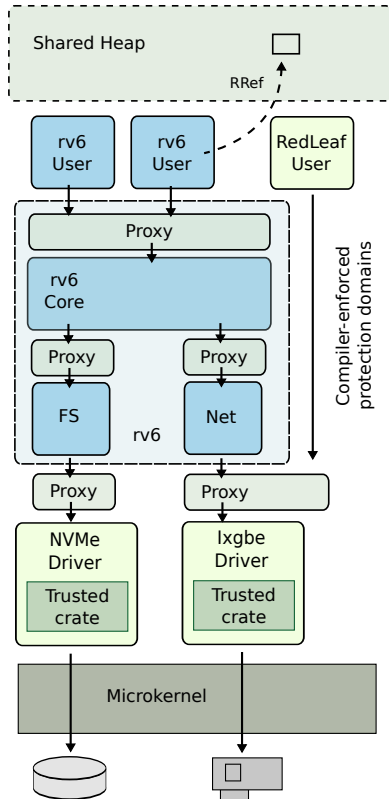 Shared Heap
RRef
rv6
User
rv6
User
RedLeaf
User
Proxy
rv6
Core
Proxy
Proxy
FS
Net
rv6
Compiler-enforced
protection domains
Proxy
Proxy
NVMe
Driver
Trusted
crate
Ixgbe
Driver
Trusted
crate
Microkernel